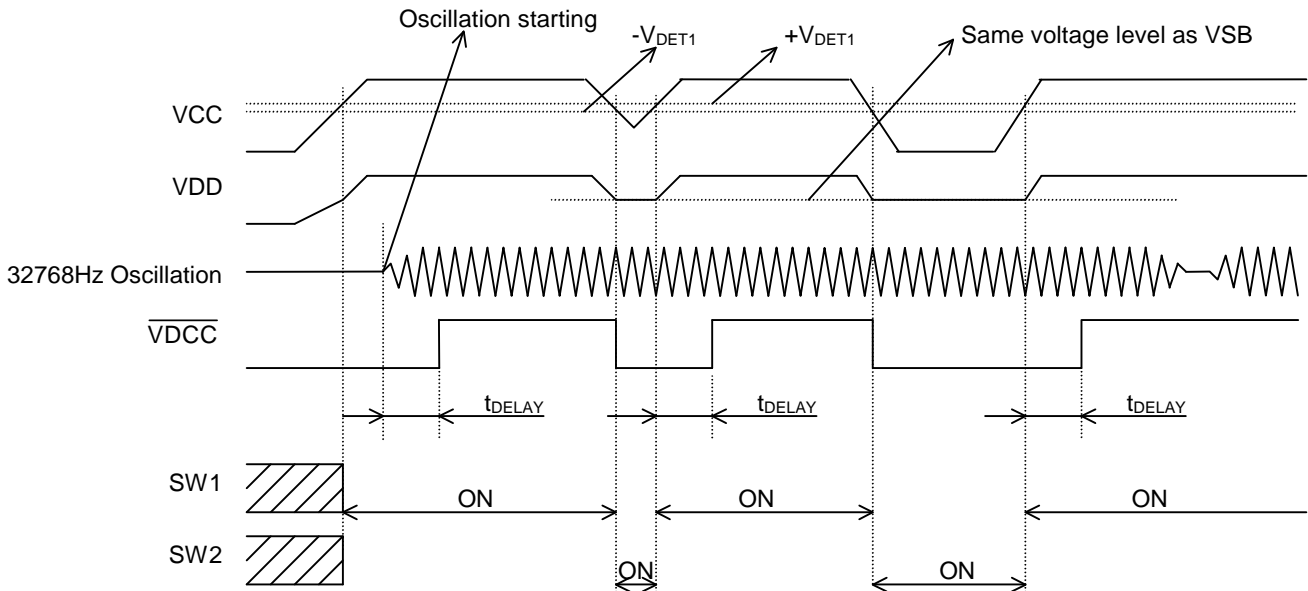 Oscillation starting
-VDET1
+VDET1
Same voltage level as VSB
VCC
VDD
32768Hz Oscillation
VDCC
tDELAY
tDELAY
tDELAY
SW1
ON
ON
ON
SW2
ON
ON